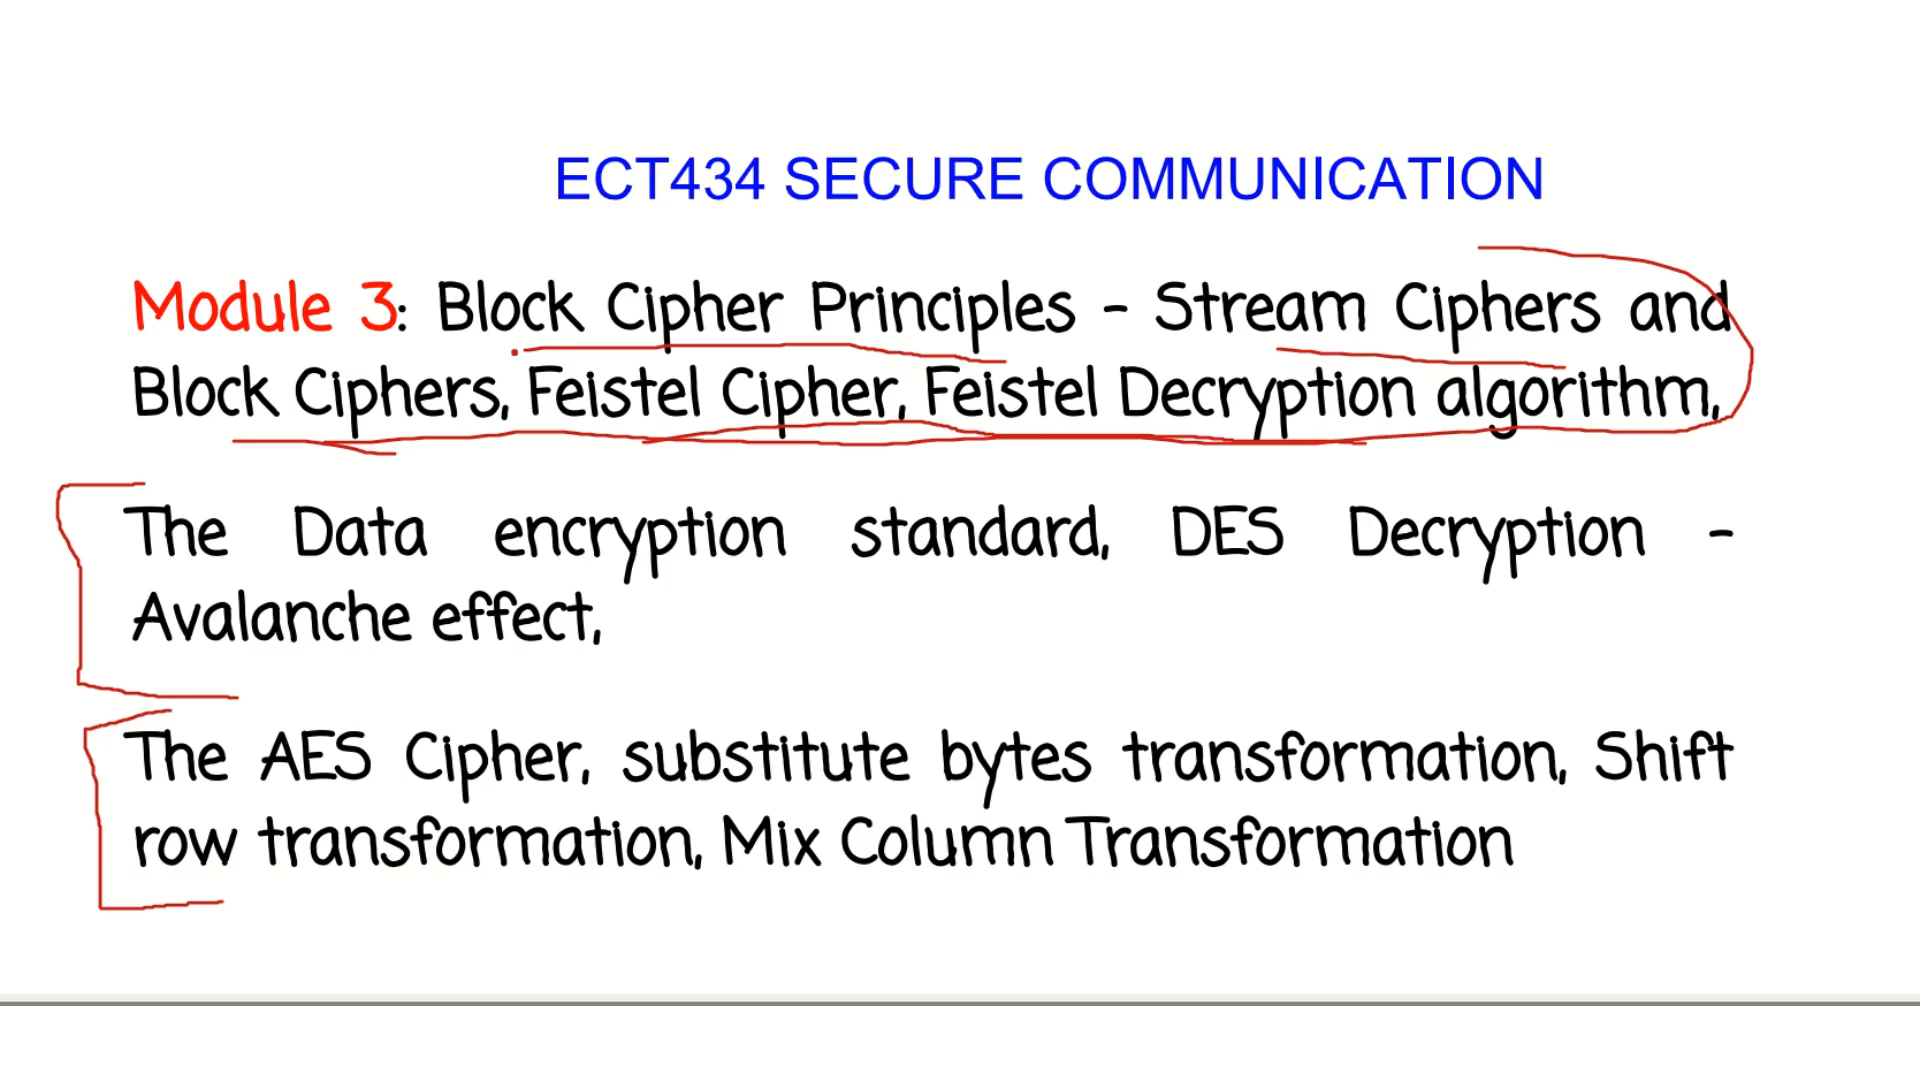 ECT434 SECURE COMMUNICATION
Module 3: Block Cipher Principles - Stream Ciphers and
Block Ciphers, Feistel Cipher, Feistel Decryption algorithm,
The Data encryption standard, DES Decryption -
Avalanche effect,
The AES Cipher, substitute bytes transformation, Shift
row transformation, Mix Column Transformation